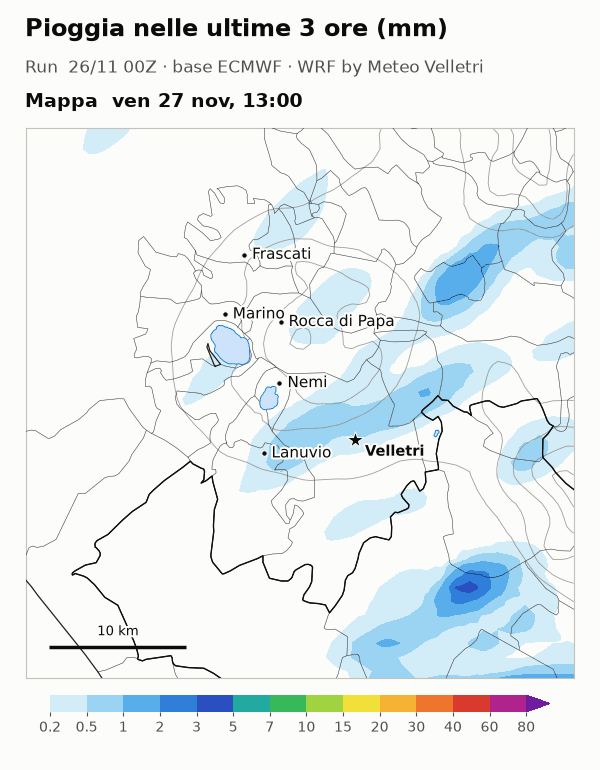 Pioggia nelle ultime 3 ore (mm)
Run  26/11 00Z · base ECMWF · WRF by Meteo Velletri
Mappa  ven 27 nov, 13:00
Frascati
Marino
Rocca di Papa
Nemi
Velletri
Lanuvio
10 km
0.2 0.5 1 2 3 5 7 10 15 20 30 40 60 80